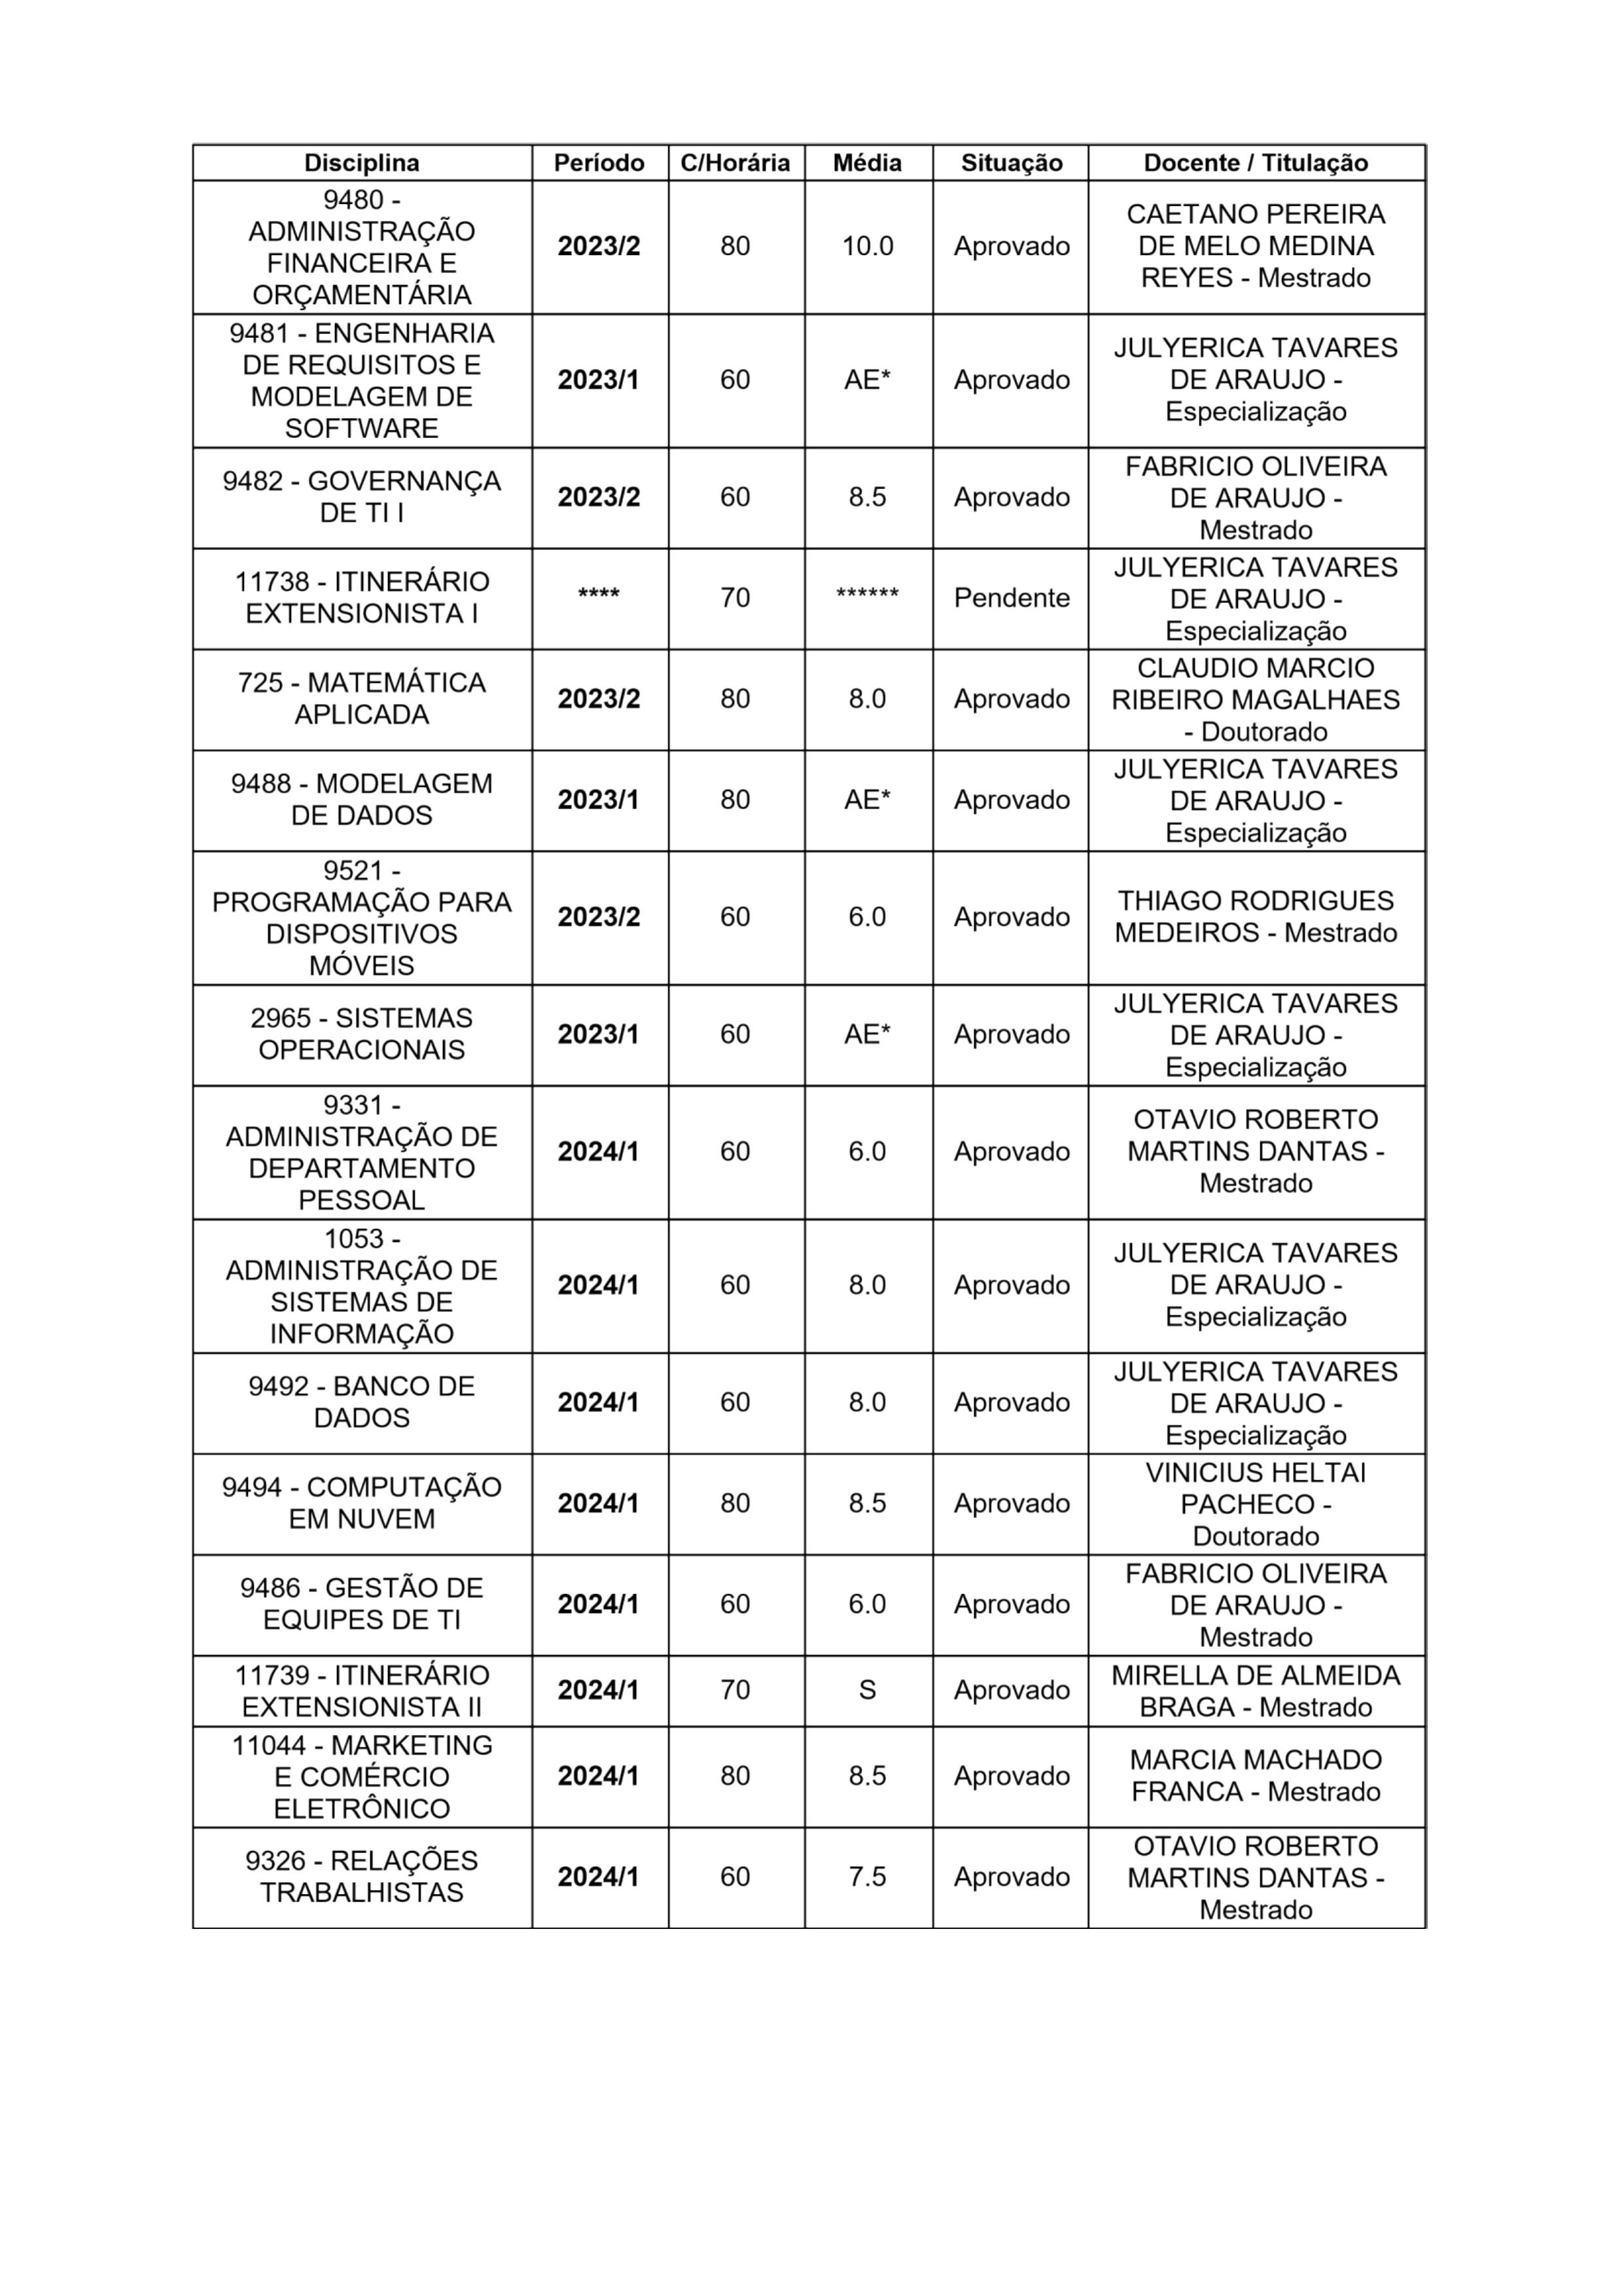 Disciplina Período C/Horária Média Situação Docente / Titulação
9480 -
ADMINISTRAÇÃO
FINANCEIRA E
ORÇAMENTÁRIA
2023/2 80 10.0 Aprovado
CAETANO PEREIRA
DE MELO MEDINA
REYES - Mestrado
9481 - ENGENHARIA
DE REQUISITOS E
MODELAGEM DE
SOFTWARE
2023/1 60 AE* Aprovado
JULYERICA TAVARES
DE ARAUJO -
Especialização
9482 - GOVERNANÇA
DE TI I
2023/2 60 8.5 Aprovado
FABRICIO OLIVEIRA
DE ARAUJO -
Mestrado
11738 - ITINERÁRIO
EXTENSIONISTA I
**** 70 ****** Pendente
JULYERICA TAVARES
DE ARAUJO -
Especialização
725 - MATEMÁTICA
APLICADA
2023/2 80 8.0 Aprovado
CLAUDIO MARCIO
RIBEIRO MAGALHAES
- Doutorado
9488 - MODELAGEM
DE DADOS
2023/1 80 AE* Aprovado
JULYERICA TAVARES
DE ARAUJO -
Especialização
9521 -
PROGRAMAÇÃO PARA
DISPOSITIVOS
MÓVEIS
2023/2 60 6.0 Aprovado
THIAGO RODRIGUES
MEDEIROS - Mestrado
2965 - SISTEMAS
OPERACIONAIS
2023/1 60 AE* Aprovado
JULYERICA TAVARES
DE ARAUJO -
Especialização
9331 -
ADMINISTRAÇÃO DE
DEPARTAMENTO
PESSOAL
2024/1 60 6.0 Aprovado
OTAVIO ROBERTO
MARTINS DANTAS -
Mestrado
1053 -
ADMINISTRAÇÃO DE
SISTEMAS DE
INFORMAÇÃO
2024/1 60 8.0 Aprovado
JULYERICA TAVARES
DE ARAUJO -
Especialização
9492 - BANCO DE
DADOS
2024/1 60 8.0 Aprovado
JULYERICA TAVARES
DE ARAUJO -
Especialização
9494 - COMPUTAÇÃO
EM NUVEM
2024/1 80 8.5 Aprovado
VINICIUS HELTAI
PACHECO -
Doutorado
9486 - GESTÃO DE
EQUIPES DE TI
2024/1 60 6.0 Aprovado
FABRICIO OLIVEIRA
DE ARAUJO -
Mestrado
11739 - ITINERÁRIO
EXTENSIONISTA II
2024/1 70 S Aprovado
MIRELLA DE ALMEIDA
BRAGA - Mestrado
11044 - MARKETING
E COMÉRCIO
ELETRÔNICO
2024/1 80 8.5 Aprovado
MARCIA MACHADO
FRANCA - Mestrado
9326 - RELAÇÕES
TRABALHISTAS
2024/1 60 7.5 Aprovado
OTAVIO ROBERTO
MARTINS DANTAS -
Mestrado